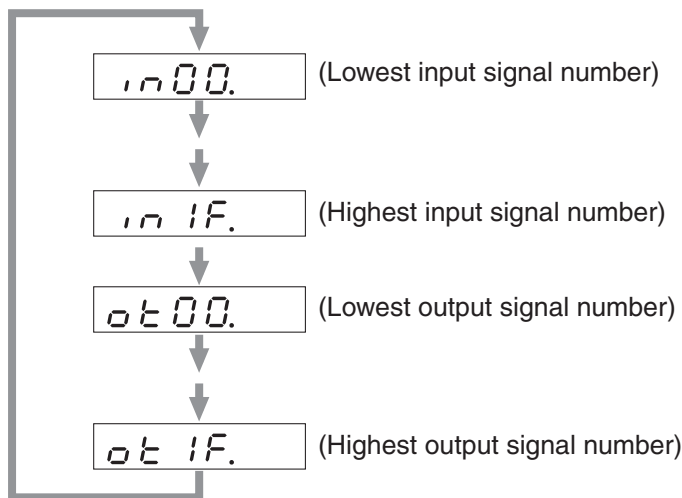 in00. (Lowest input signal number)
in 1F. (Highest input signal number)
ot00. (Lowest output signal number)
ot 1F. (Highest output signal number)